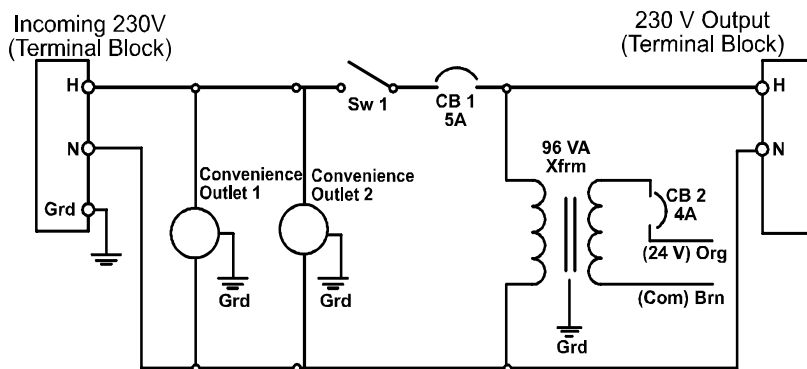 Incoming 230V
(Terminal Block)
230 V Output
(Terminal Block)
H
Sw 1
CB 1
5A
H
N
96 VA
Xfrm
N
Convenience
Outlet 1
Convenience
Outlet 2
CB 2
4A
Grd
(24 V) Org
Grd
Grd
(Com) Brn
Grd